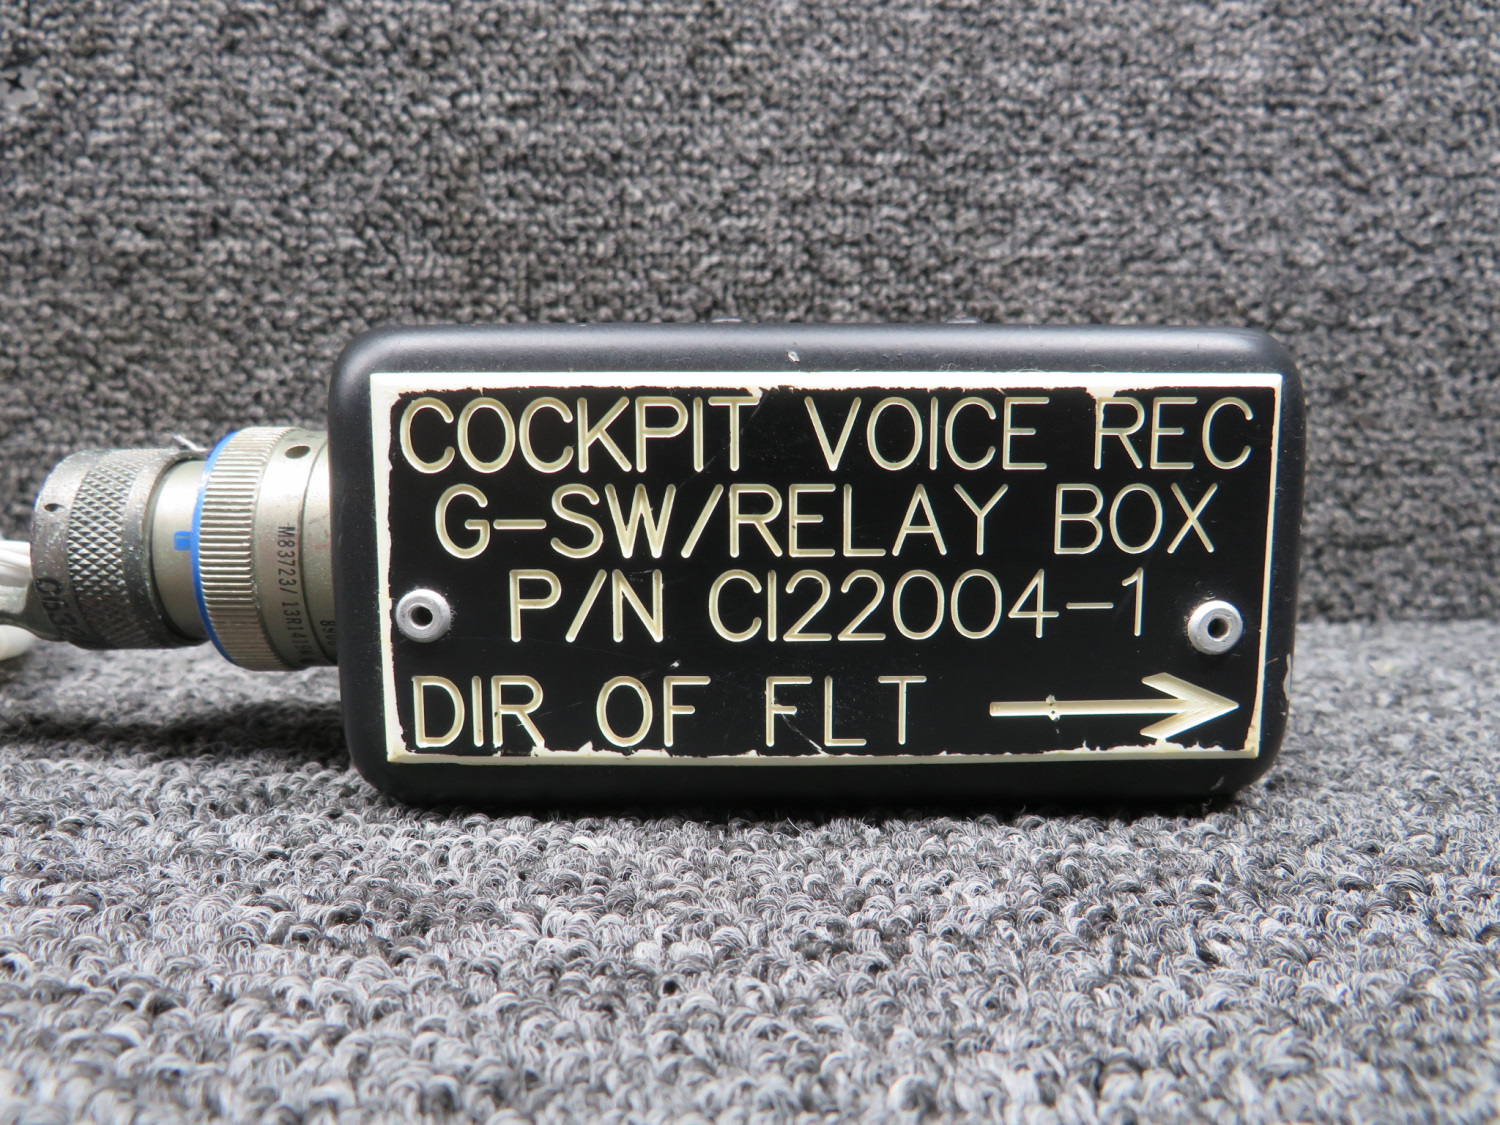 COCKPIT VOICE REC
G-SW/RELAY BOX
P/N CI22004-1
DIR OF FLT